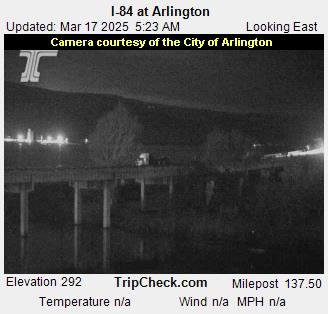 I-84 at Arlington
Updated: Mar 17 2025 5:23 AM Looking East
Camera courtesy of the City of Arlington
Elevation 292 TripCheck.com Milepost 137.50
Temperature n/a Wind n/a MPH n/a